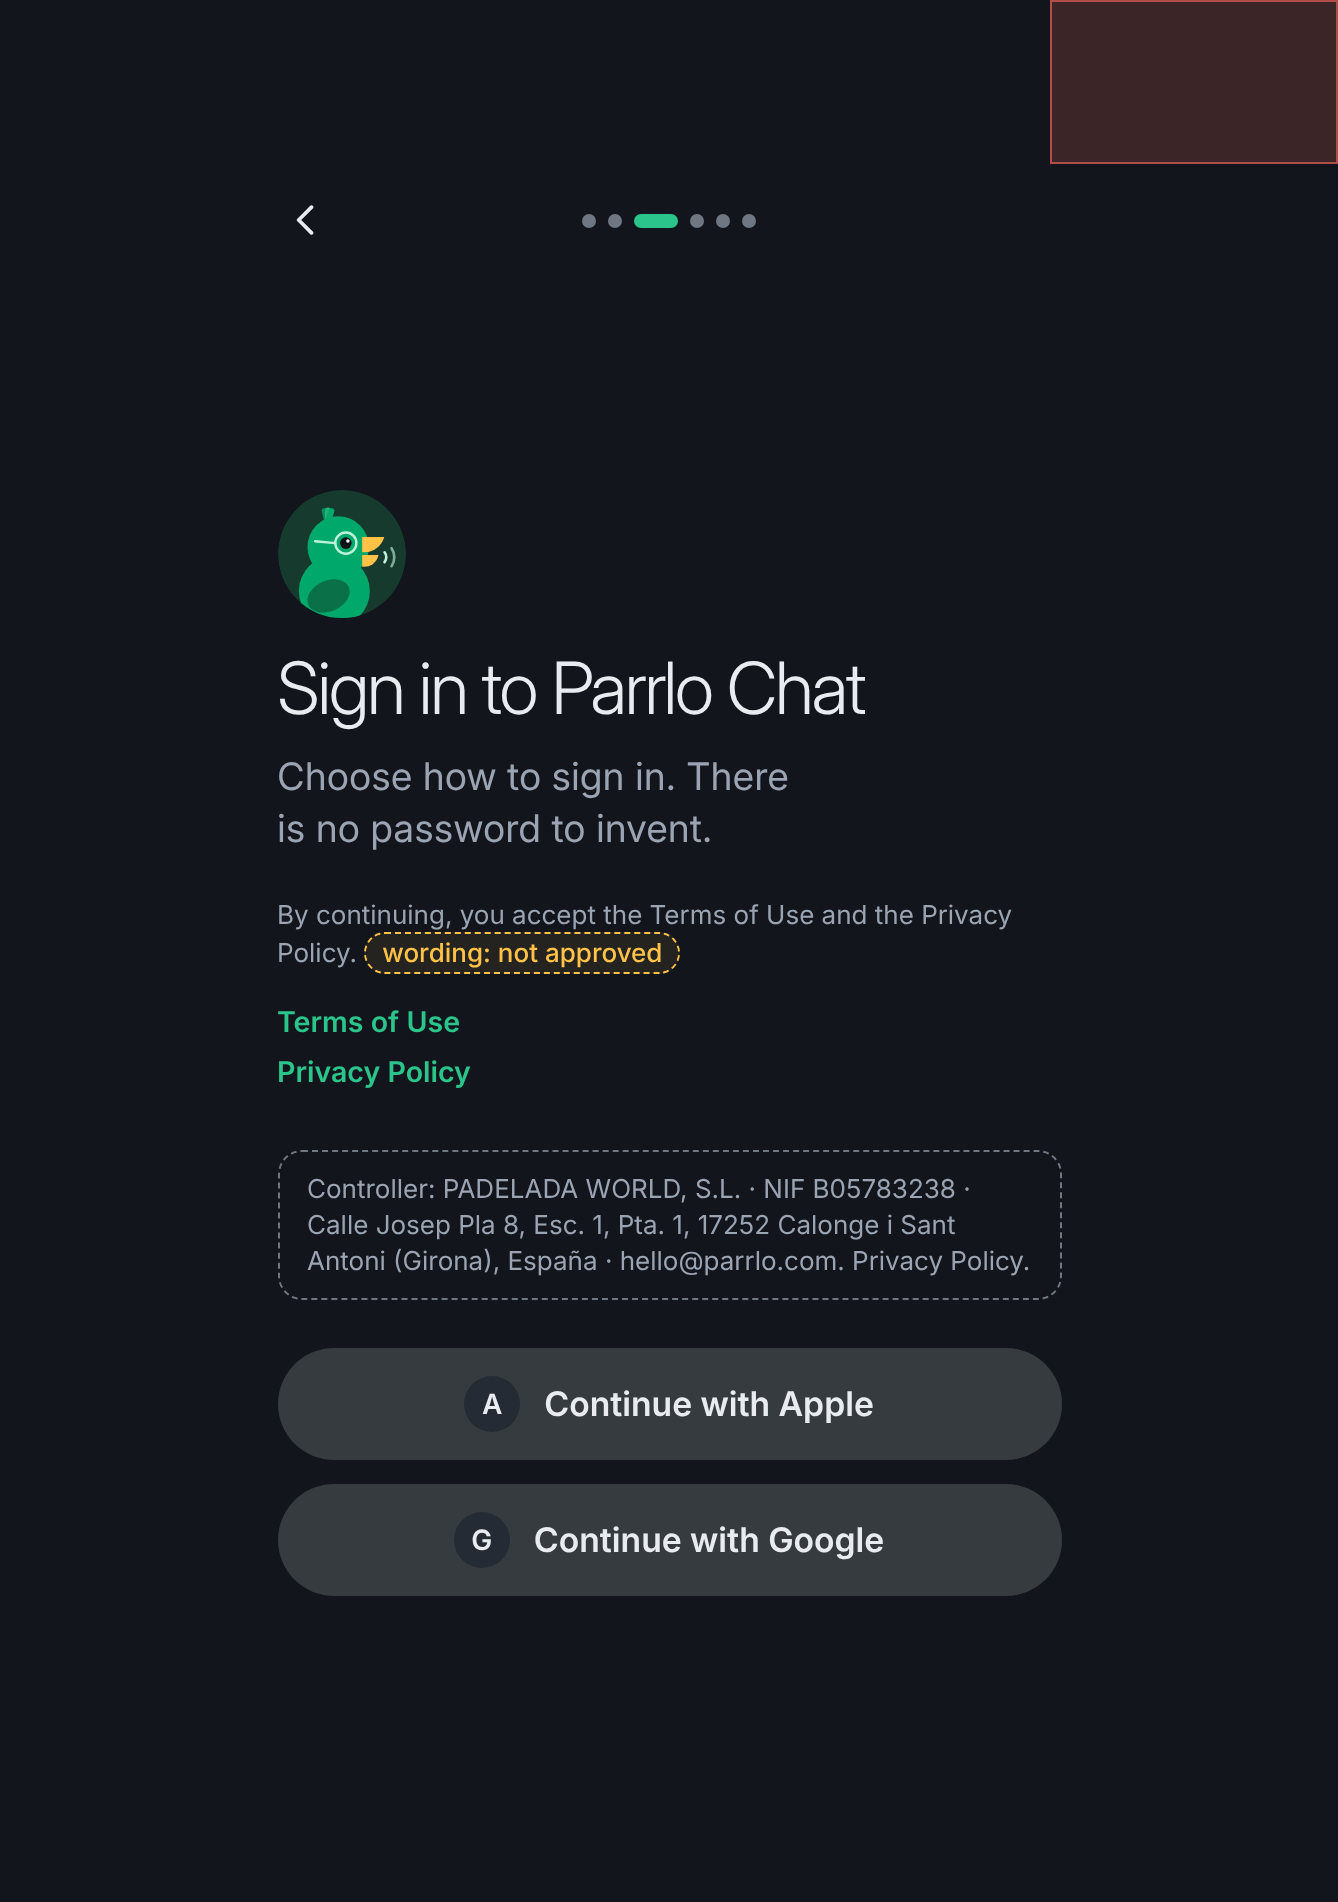 Sign in to Parrlo Chat
Choose how to sign in. There
is no password to invent.
By continuing, you accept the Terms of Use and the Privacy
Policy. wording: not approved
Terms of Use
Privacy Policy
Controller: PADELADA WORLD, S.L. · NIF B05783238 ·
Calle Josep Pla 8, Esc. 1, Pta. 1, 17252 Calonge i Sant
Antoni (Girona), España · hello@parrlo.com. Privacy Policy.
A Continue with Apple
G Continue with Google